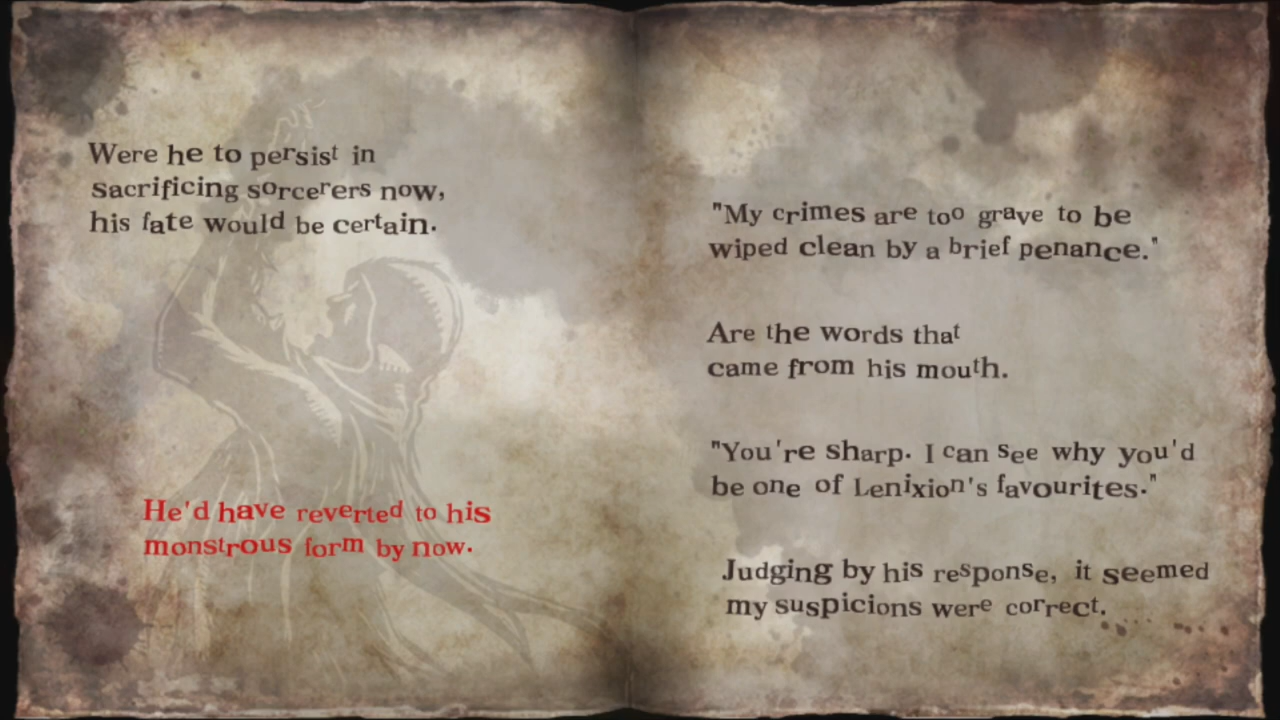 Were he to persist in
sacrificing sorcerers now,
his fate would be certain.
He'd have reverted to his
monstrous form by now.
"My crimes are too grave to be
wiped clean by a brief penance."
Are the words that
came from his mouth.
"You're sharp. I can see why you'd
be one of Lenixion's favourites."
Judging by his response, it seemed
my suspicions were correct.